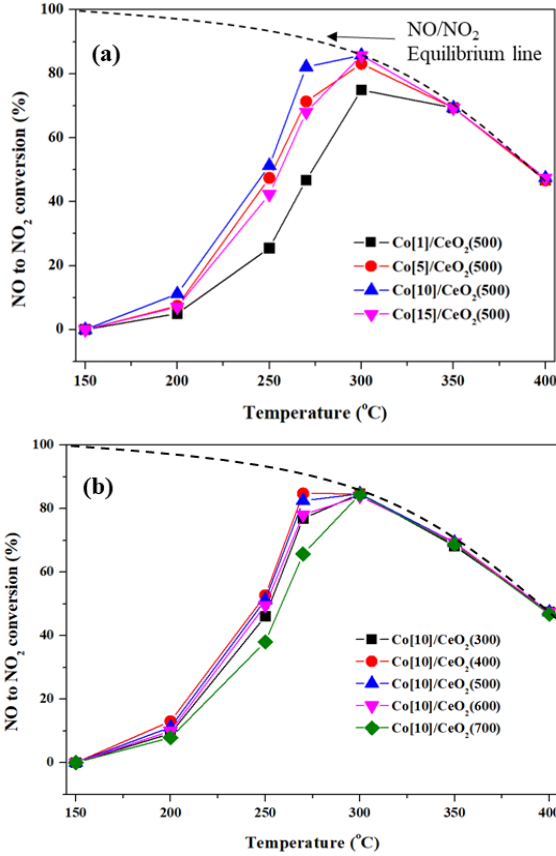 (a)
NO/NO2
Equilibrium line
NO to NO2 conversion (%)
100
80
60
40
20
0
Co[1]/CeO2(500)
Co[5]/CeO2(500)
Co[10]/CeO2(500)
Co[15]/CeO2(500)
150 200 250 300 350 400
Temperature (oC)
(b)
NO to NO2 conversion (%)
100
80
60
40
20
0
Co[10]/CeO2(300)
Co[10]/CeO2(400)
Co[10]/CeO2(500)
Co[10]/CeO2(600)
Co[10]/CeO2(700)
150 200 250 300 350 400
Temperature (oC)